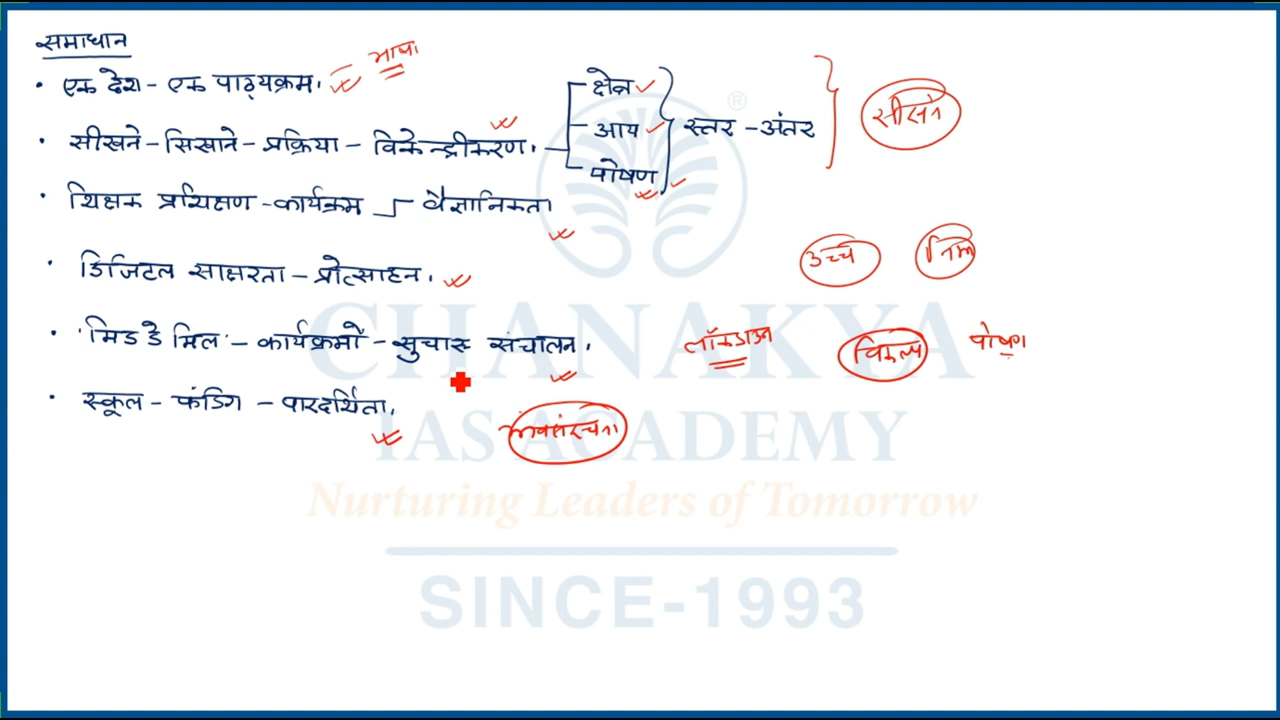 समाधान
भाषा
• एक देश - एक पाठ्यक्रम।
• सीखने - सिखाने - प्रक्रिया - विकेन्द्रीकरण।
क्षेत्र
आय
पोषण
स्तर - अंतर
सीखने
• शिक्षक प्रशिक्षण - कार्यक्रम वैज्ञानिकता
उच्च निम्न
• डिजिटल साक्षरता - प्रोत्साहन।
• 'मिड डे मिल' - कार्यक्रमों - सुचारू संचालन।
लॉकडाउन
विकल्प
पोषण
• स्कूल - फंडिंग - पारदर्शिता।
®
CHANAKYA
IAS ACADEMY
Nurturing Leaders of Tomorrow
SINCE-1993